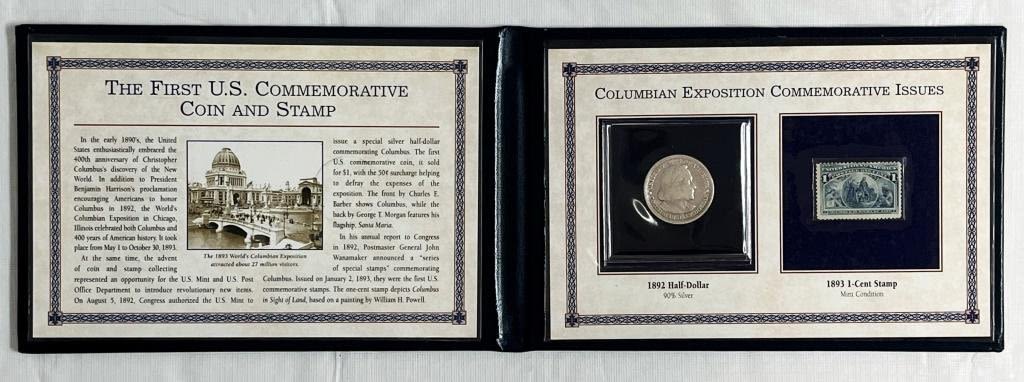 THE FIRST U.S. COMMEMORATIVE
COIN AND STAMP
In the early 1890's, the United
States enthusiastically embraced the
400th anniversary of Christopher
Columbus's discovery of the New
World. In addition to President
Benjamin Harrison's proclamation
encouraging Americans to honor
Columbus in 1892, the World's
Columbian Exposition in Chicago,
Illinois celebrated both Columbus and
400 years of American history. It took
place from May 1 to October 30, 1893.
At the same time, the advent
of coin and stamp collecting
represented an opportunity for the U.S. Mint and U.S. Post
Office Department to introduce revolutionary new items.
On August 5, 1892, Congress authorized the U.S. Mint to
The 1893 World's Columbian Exposition
attracted about 27 million visitors.
issue a special silver half-dollar
commemorating Columbus. The first
U.S. commemorative coin, it sold
for $1, with the 50¢ surcharge helping
to defray the expenses of the
exposition. The front by Charles E.
Barber shows Columbus, while the
back by George T. Morgan features his
flagship, Santa Maria.
In his annual report to Congress
in 1892, Postmaster General John
Wanamaker announced a "series
of special stamps" commemorating
Columbus. Issued on January 2, 1893, they were the first U.S.
commemorative stamps. The one-cent stamp depicts Columbus
in Sight of Land, based on a painting by William H. Powell.
COLUMBIAN EXPOSITION COMMEMORATIVE ISSUES
1
1892 Half-Dollar
90% Silver
1893 1-Cent Stamp
Mint Condition